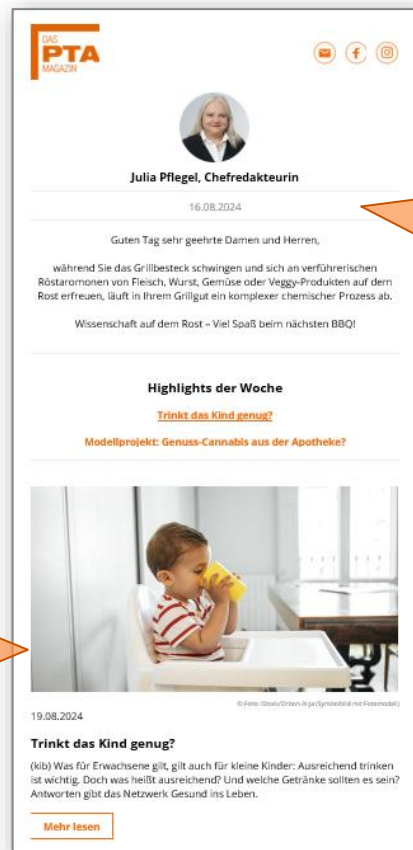 DAS
PTA
MAGAZIN
Julia Pflegel, Chefredakteurin
16.08.2024
Guten Tag sehr geehrte Damen und Herren,
während Sie das Grillbesteck schwingen und sich an verführerischen
Röstaromonen von Fleisch, Wurst, Gemüse oder Veggy-Produkten auf dem
Rost erfreuen, läuft in Ihrem Grillgut ein komplexer chemischer Prozess ab.
Wissenschaft auf dem Rost – Viel Spaß beim nächsten BBQ!
Highlights der Woche
Trinkt das Kind genug?
Modellprojekt: Genuss-Cannabis aus der Apotheke?
© Foto: (Symbolbild mit Fotomodel)
19.08.2024
Trinkt das Kind genug?
(kib) Was für Erwachsene gilt, gilt auch für kleine Kinder: Ausreichend trinken
ist wichtig. Doch was heißt ausreichend? Und welche Getränke sollten es sein?
Antworten gibt das Netzwerk Gesund ins Leben.
Mehr lesen